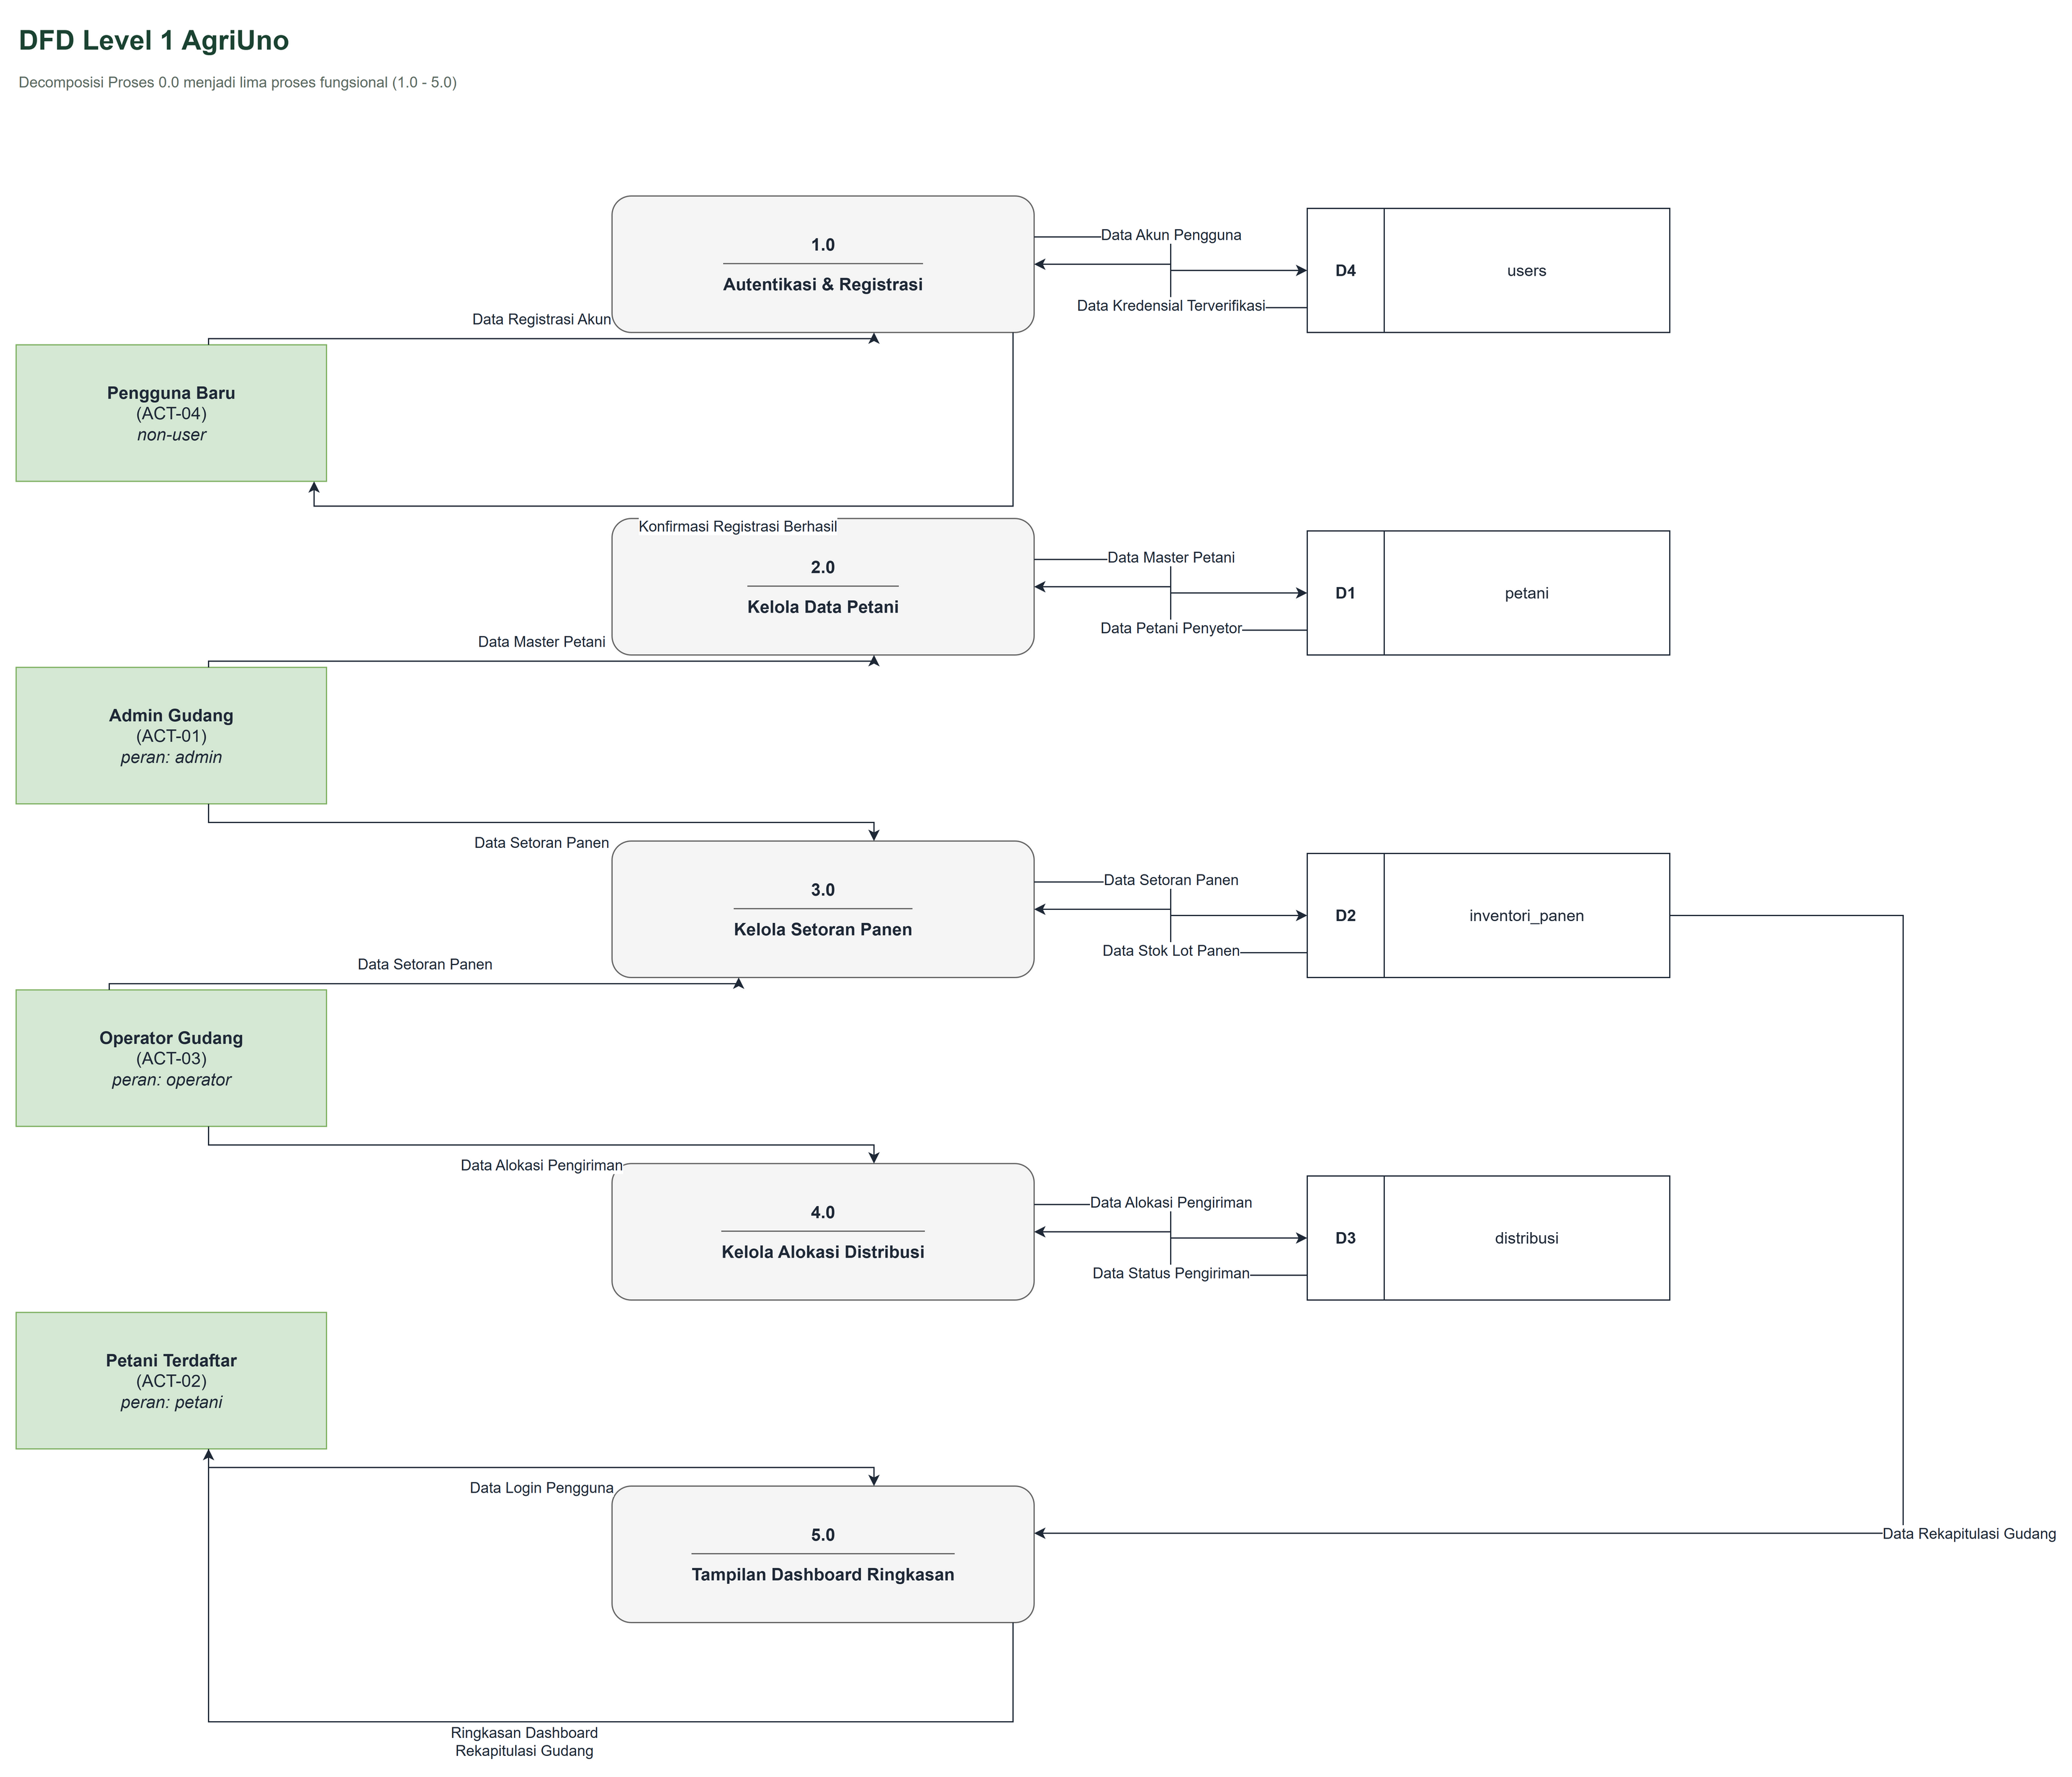 DFD Level 1 AgriUno
Decomposisi Proses 0.0 menjadi lima proses fungsional (1.0 - 5.0)
1.0
Autentikasi & Registrasi
Data Akun Pengguna
D4
users
Data Kredensial Terverifikasi
Data Registrasi Akun
Pengguna Baru
(ACT-04)
non-user
Konfirmasi Registrasi Berhasil
2.0
Kelola Data Petani
Data Master Petani
D1
petani
Data Petani Penyetor
Data Master Petani
Admin Gudang
(ACT-01)
peran: admin
Data Setoran Panen
3.0
Kelola Setoran Panen
Data Setoran Panen
D2
inventori_panen
Data Stok Lot Panen
Data Setoran Panen
Operator Gudang
(ACT-03)
peran: operator
Data Alokasi Pengiriman
4.0
Kelola Alokasi Distribusi
Data Alokasi Pengiriman
D3
distribusi
Data Status Pengiriman
Petani Terdaftar
(ACT-02)
peran: petani
Data Login Pengguna
5.0
Tampilan Dashboard Ringkasan
Data Rekapitulasi Gudang
Ringkasan Dashboard
Rekapitulasi Gudang